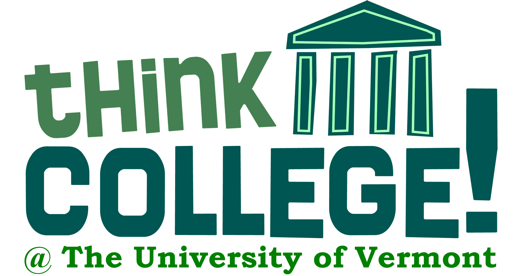 tHink
COLLEGE!
@ The University of Vermont